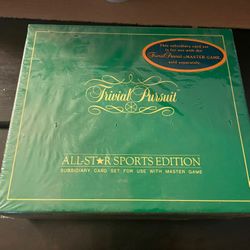 This subsidiary card set
is for use with the
Trivial Pursuit MASTER GAME,
sold separately.
Trivial Pursuit
ALL-ST★R SPORTS EDITION
SUBSIDIARY CARD SET FOR USE WITH MASTER GAME